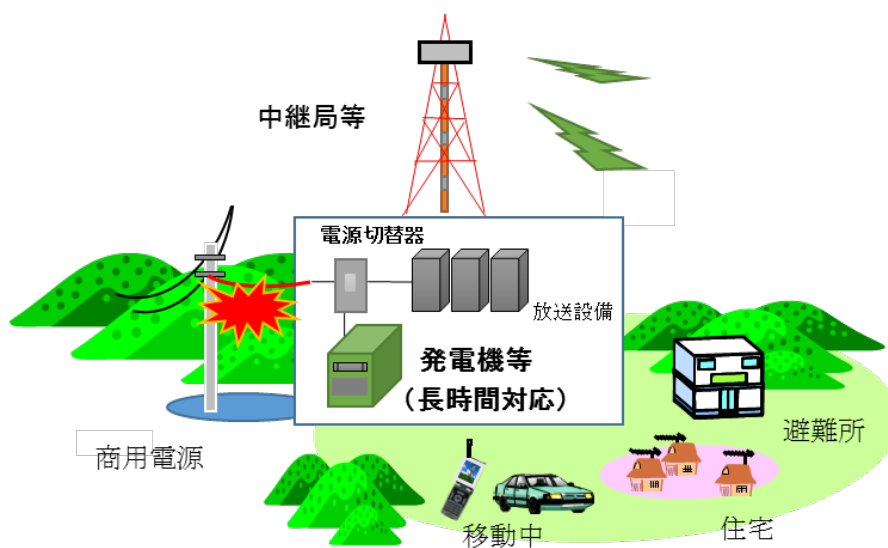 中継局等
電源切替器
放送設備
発電機等
（長時間対応）
商用電源
避難所
移動中
住宅